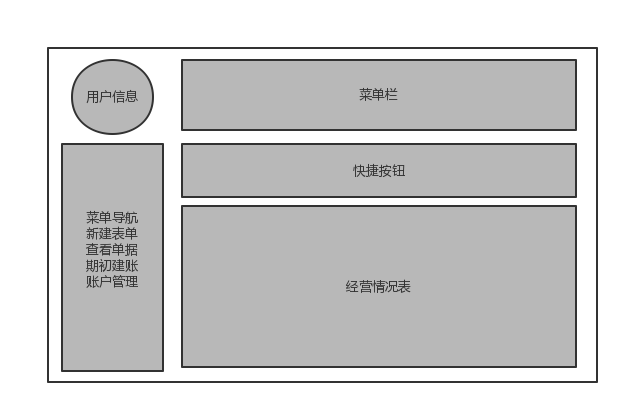 用户信息
菜单栏
快捷按钮
菜单导航
新建表单
查看单据
期初建账
账户管理
经营情况表